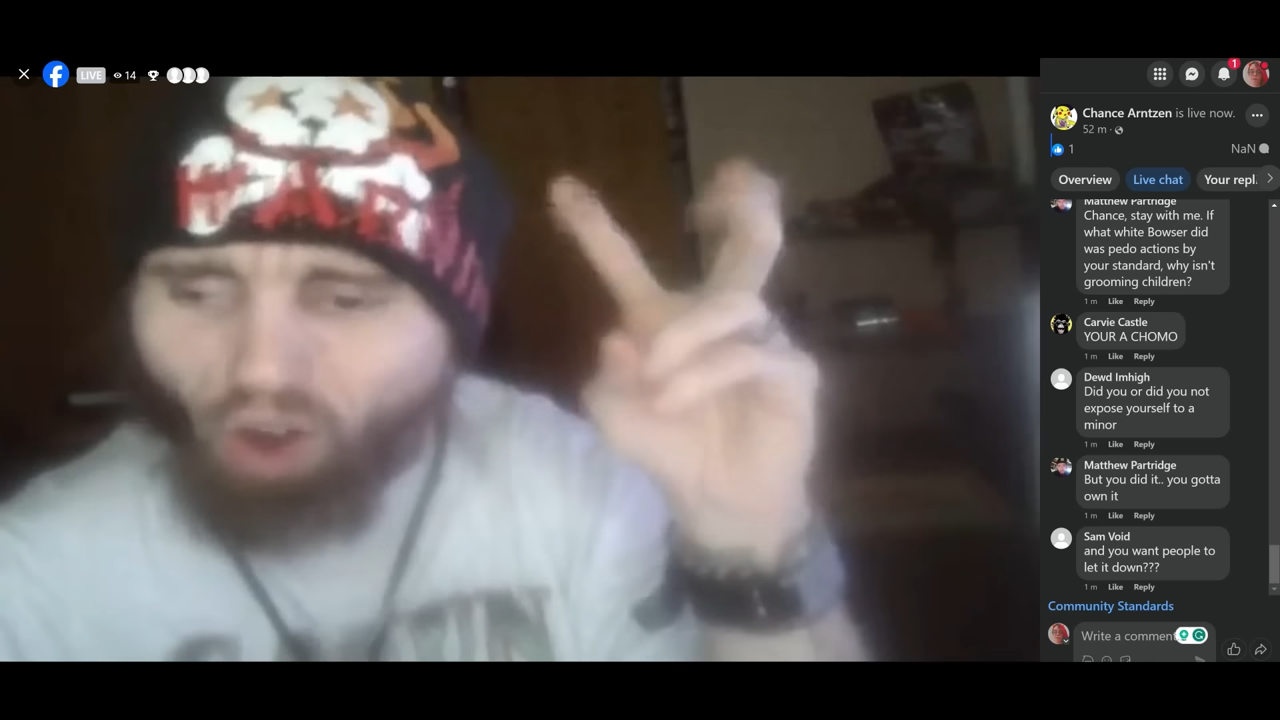 LIVE
14
1
Chance Arntzen is live now.
52 m
1
NaN
Overview
Live chat
Your repl.
Matthew Partridge
Chance, stay with me. If
what white Bowser did
was pedo actions by
your standard, why isn't
grooming children?
1 m Like Reply
Carvie Castle
YOUR A CHOMO
1 m Like Reply
Dewd Imhigh
Did you or did you not
expose yourself to a
minor
1 m Like Reply
Matthew Partridge
But you did it.. you gotta
own it
1 m Like Reply
Sam Void
and you want people to
let it down???
1 m Like Reply
Community Standards
Write a comment